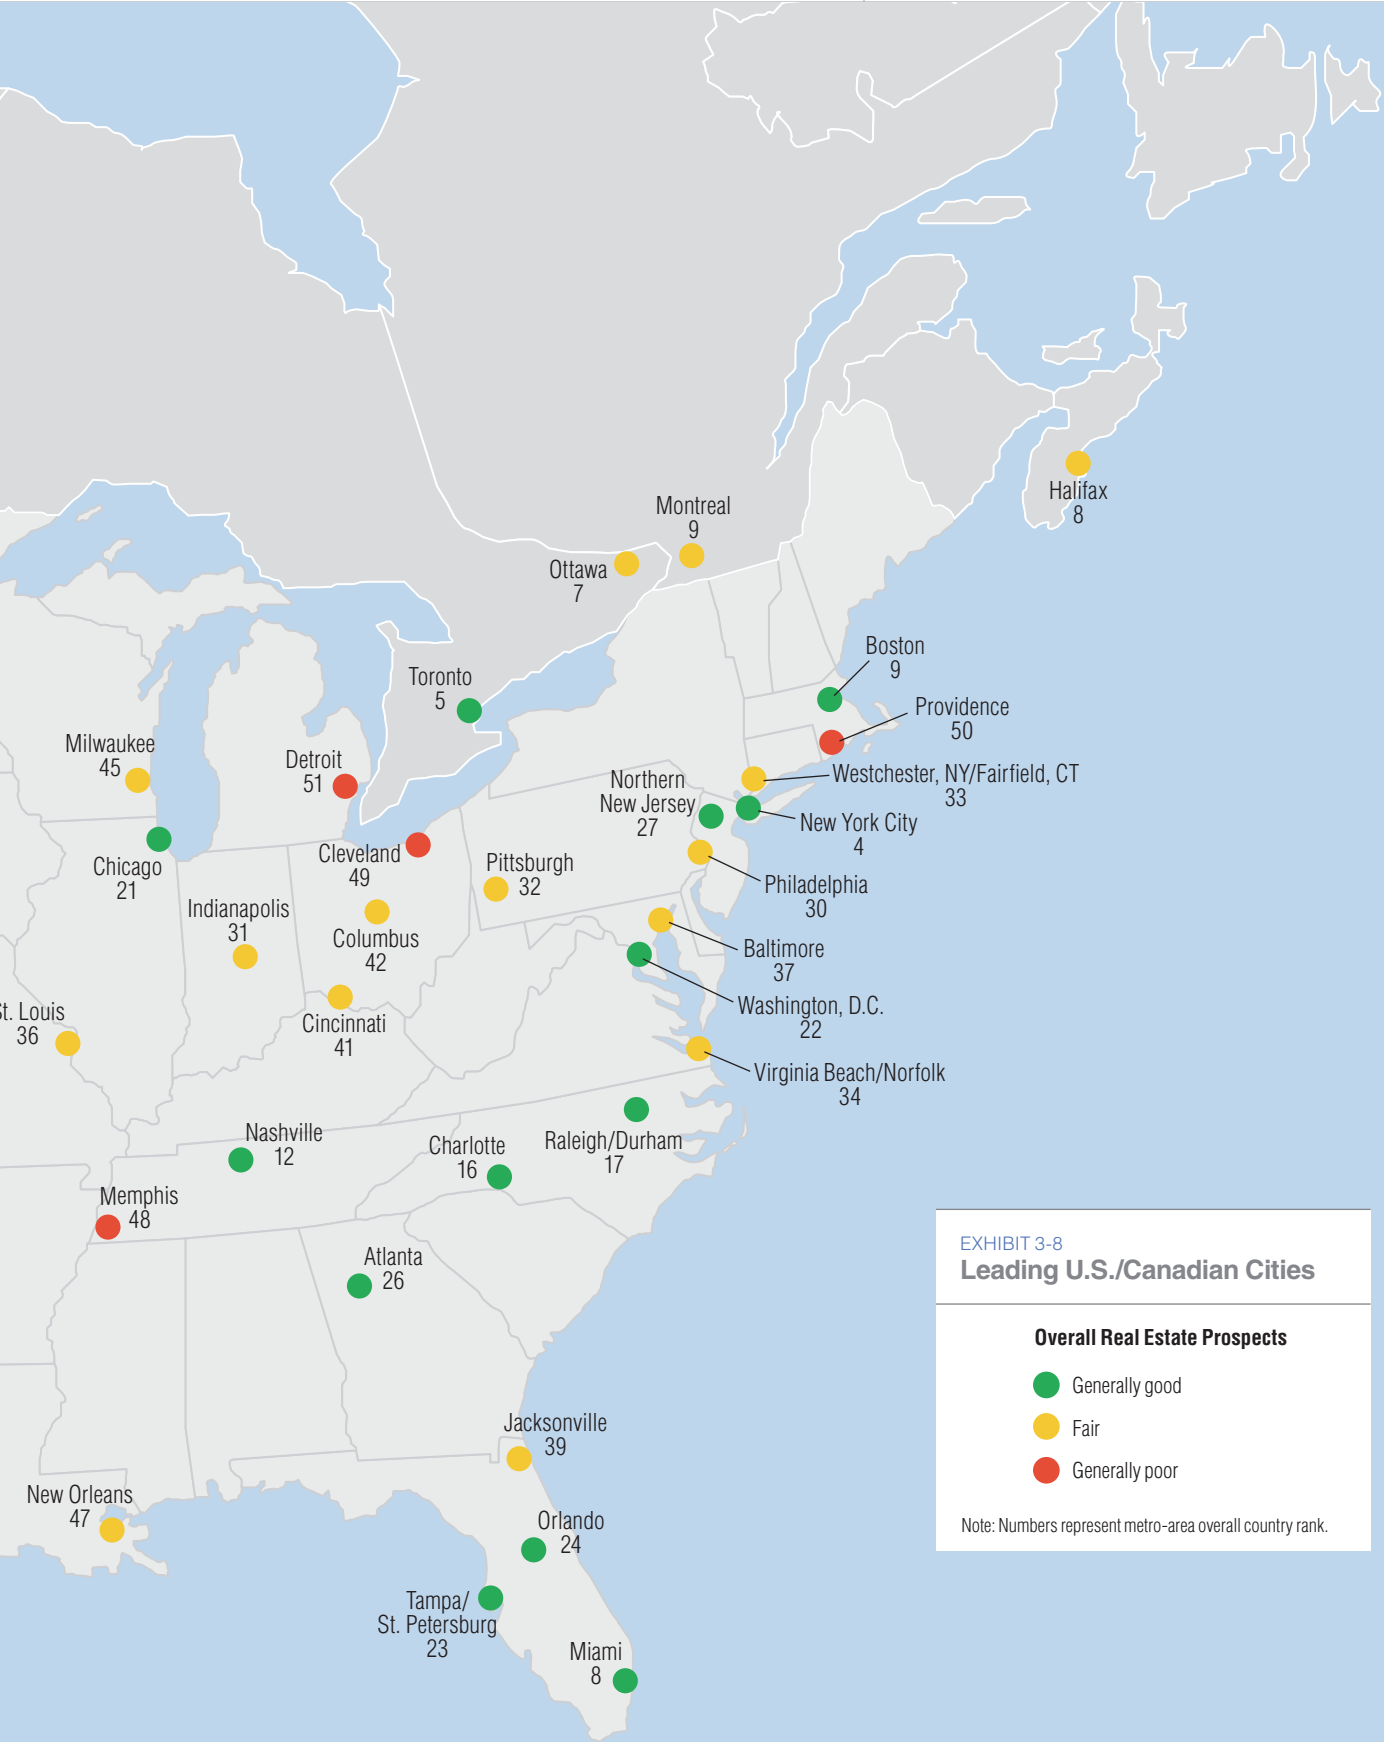 Halifax
8
Montreal
9
Ottawa
7
Boston
9
Toronto
5
Providence
50
Milwaukee
45
Detroit
51
Northern
New Jersey
27
Westchester, NY/Fairfield, CT
33
New York City
4
Chicago
21
Cleveland
49
Pittsburgh
32
Philadelphia
30
Indianapolis
31
Columbus
42
Baltimore
37
Washington, D.C.
22
St. Louis
36
Cincinnati
41
Virginia Beach/Norfolk
34
Nashville
12
Charlotte
16
Raleigh/Durham
17
Memphis
48
Atlanta
26
EXHIBIT 3-8
Leading U.S./Canadian Cities
Overall Real Estate Prospects
Generally good
Fair
Generally poor
Note: Numbers represent metro-area overall country rank.
Jacksonville
39
New Orleans
47
Orlando
24
Tampa/
St. Petersburg
23
Miami
8